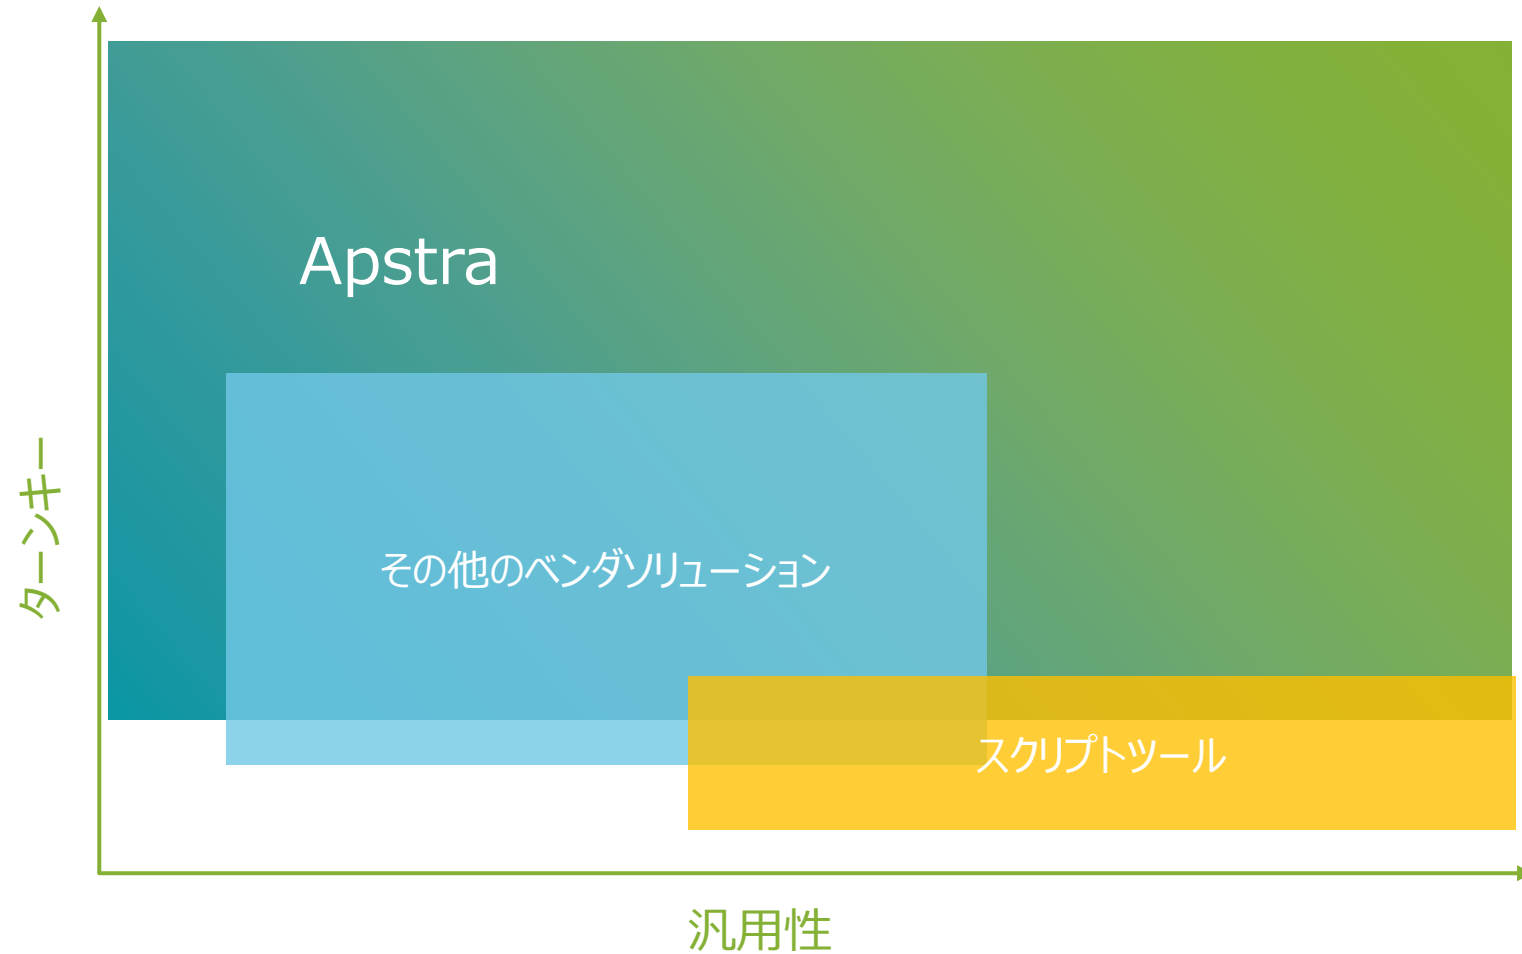 Apstra
ターンキー
その他のベンダソリューション
スクリプトツール
汎用性